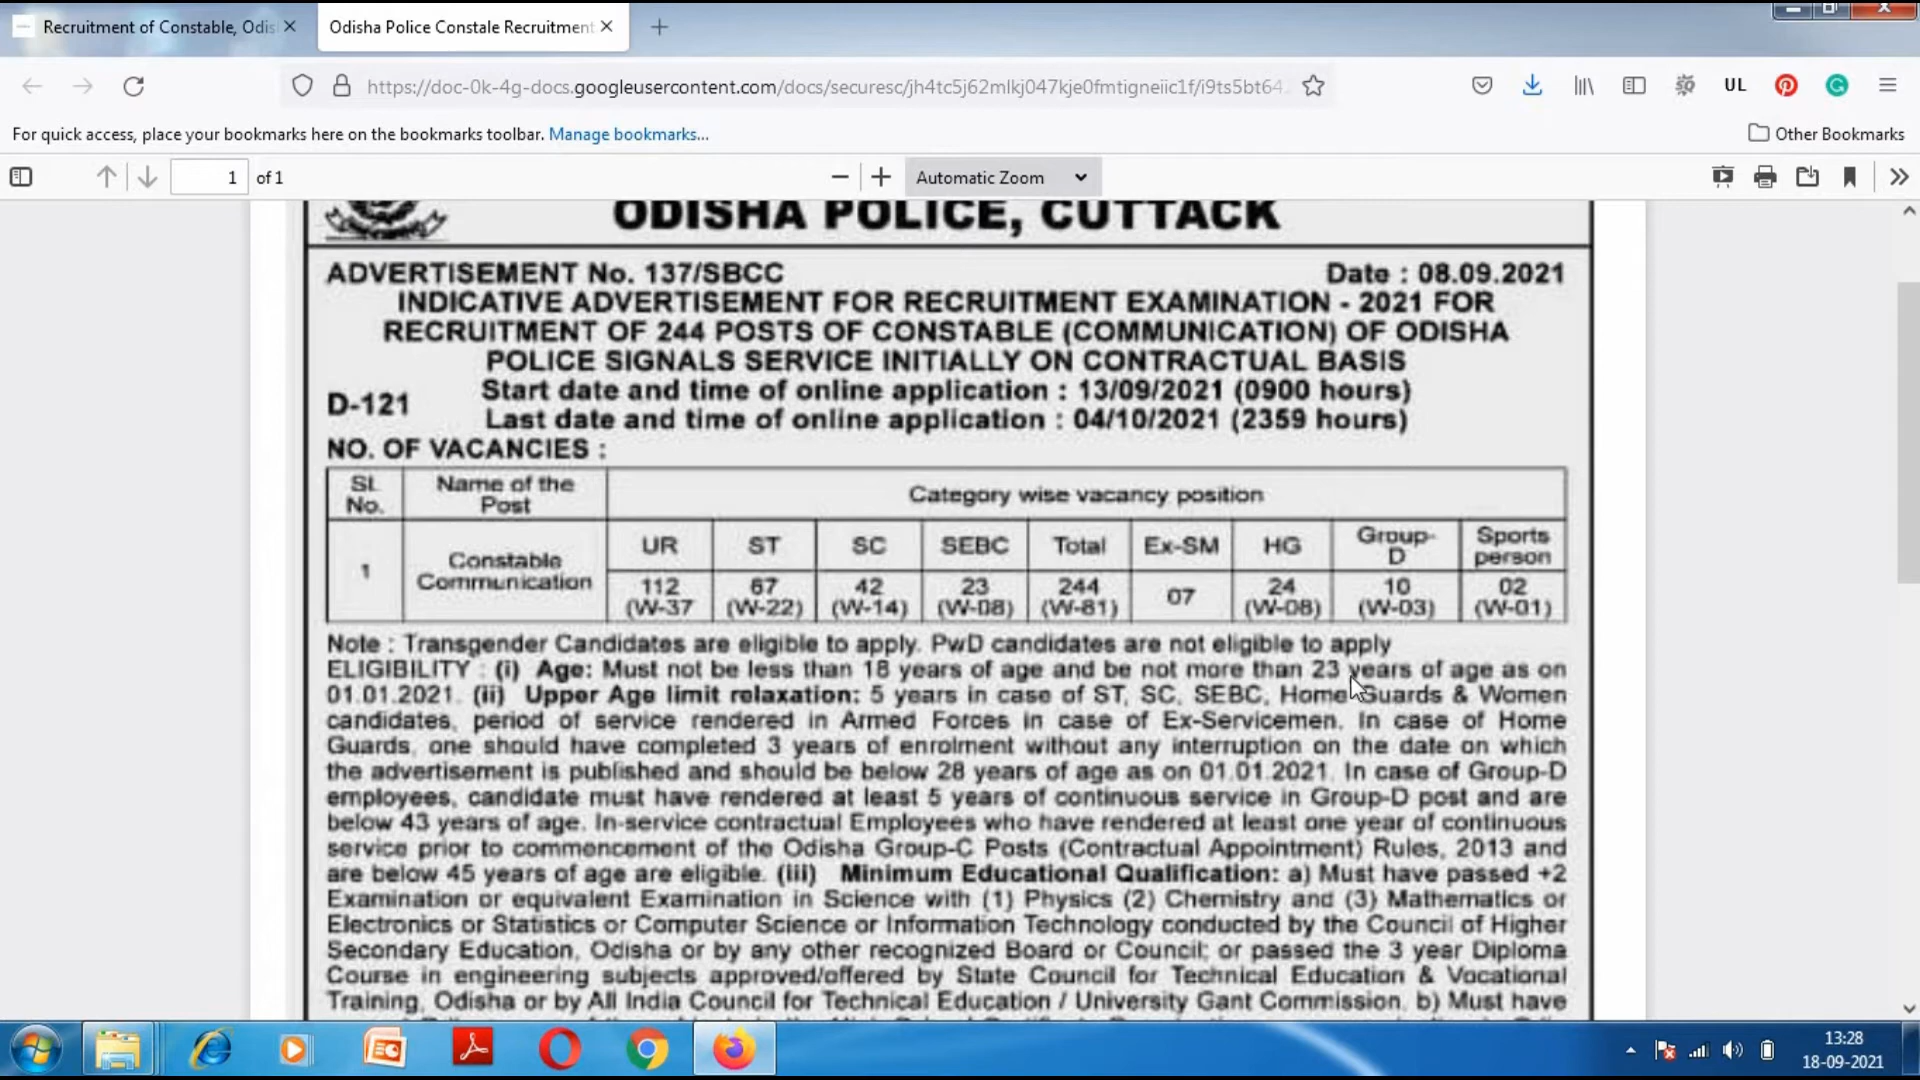 Recruitment of Constable, Odis
Odisha Police Constale Recruitment
https://doc-0k-4g-docs.googleusercontent.com/docs/securesc/jh4tc5j62mlkj047kje0fmtigneiic1f/i9ts5bt64
UL
For quick access, place your bookmarks here on the bookmarks toolbar. Manage bookmarks...
Other Bookmarks
1 of 1
Automatic Zoom
ODISHA POLICE, CUTTACK
ADVERTISEMENT No. 137/SBCC Date : 08.09.2021
INDICATIVE ADVERTISEMENT FOR RECRUITMENT EXAMINATION - 2021 FOR
RECRUITMENT OF 244 POSTS OF CONSTABLE (COMMUNICATION) OF ODISHA
POLICE SIGNALS SERVICE INITIALLY ON CONTRACTUAL BASIS
Start date and time of online application : 13/09/2021 (0900 hours)
D-121
Last date and time of online application : 04/10/2021 (2359 hours)
NO. OF VACANCIES :
Sl. No. Name of the Post Category wise vacancy position
UR ST SC SEBC Total Ex-SM HG Group-D Sports person
1 Constable Communication 112 67 42 23 244 07 24 10 02
(W-37 (W-22) (W-14) (W-08) (W-81) (W-08) (W-03) (W-01)
Note : Transgender Candidates are eligible to apply. PwD candidates are not eligible to apply
ELIGIBILITY : (i) Age: Must not be less than 18 years of age and be not more than 23 years of age as on
01.01.2021. (ii) Upper Age limit relaxation: 5 years in case of ST, SC, SEBC, Home Guards & Women
candidates, period of service rendered in Armed Forces in case of Ex-Servicemen. In case of Home
Guards, one should have completed 3 years of enrolment without any interruption on the date on which
the advertisement is published and should be below 28 years of age as on 01.01.2021. In case of Group-D
employees, candidate must have rendered at least 5 years of continuous service in Group-D post and are
below 43 years of age. In-service contractual Employees who have rendered at least one year of continuous
service prior to commencement of the Odisha Group-C Posts (Contractual Appointment) Rules, 2013 and
are below 45 years of age are eligible. (iii) Minimum Educational Qualification: a) Must have passed +2
Examination or equivalent Examination in Science with (1) Physics (2) Chemistry and (3) Mathematics or
Electronics or Statistics or Computer Science or Information Technology conducted by the Council of Higher
Secondary Education, Odisha or by any other recognized Board or Council; or passed the 3 year Diploma
Course in engineering subjects approved/offered by State Council for Technical Education & Vocational
Training, Odisha or by All India Council for Technical Education / University Gant Commission. b) Must have
13:28
18-09-2021